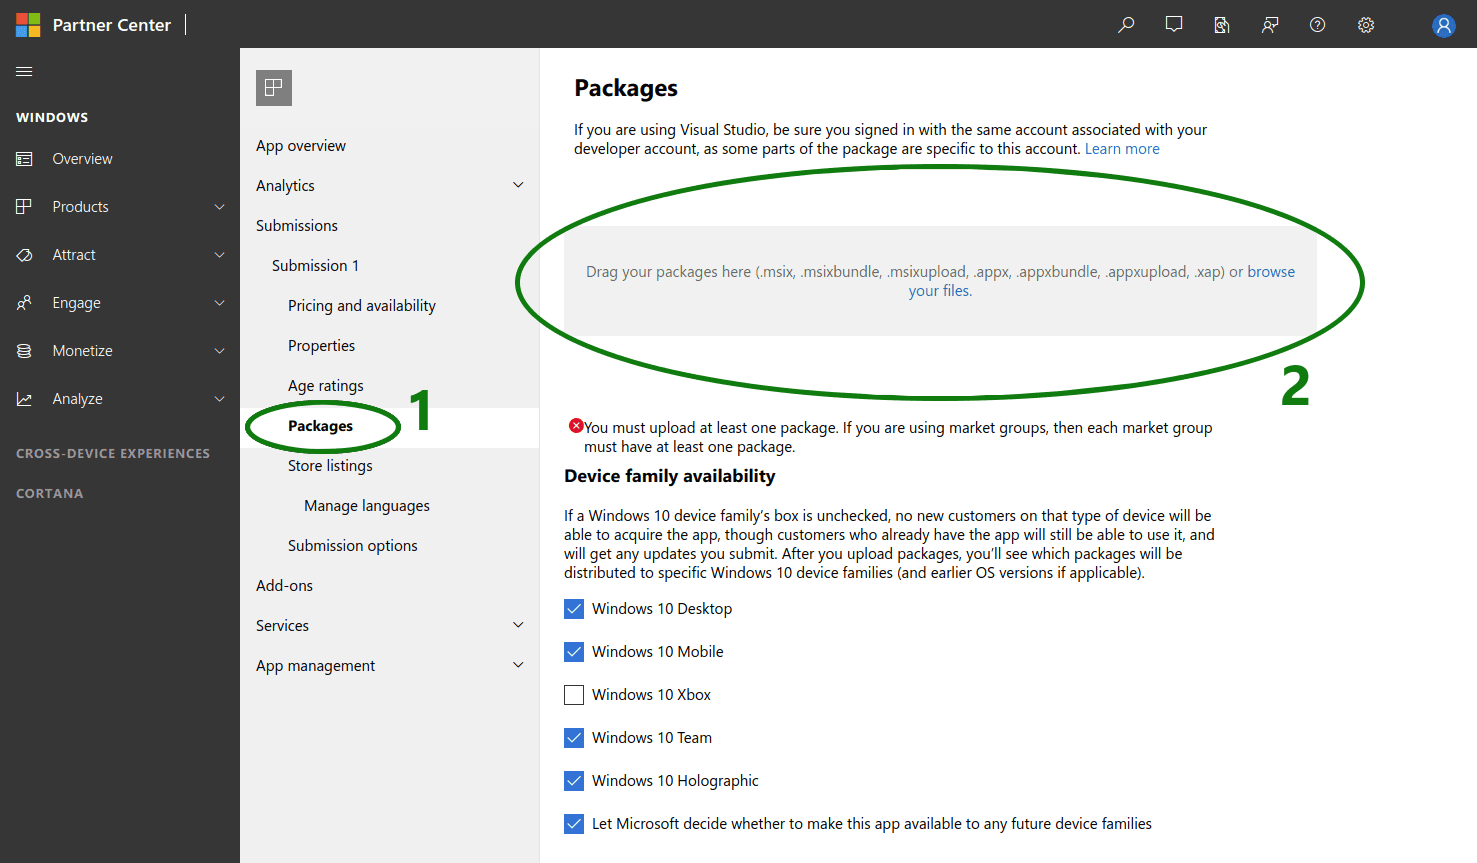 Partner Center
WINDOWS
Overview
Products
Attract
Engage
Monetize
Analyze
CROSS-DEVICE EXPERIENCES
CORTANA
App overview
Analytics
Submissions
Submission 1
Pricing and availability
Properties
Age ratings
Packages
1
Store listings
Manage languages
Submission options
Add-ons
Services
App management
Packages
If you are using Visual Studio, be sure you signed in with the same account associated with your
developer account, as some parts of the package are specific to this account. Learn more
Drag your packages here (.msix, .msixbundle, .msixupload, .appx, .appxbundle, .appxupload, .xap) or browse
your files.
2
You must upload at least one package. If you are using market groups, then each market group
must have at least one package.
Device family availability
If a Windows 10 device family's box is unchecked, no new customers on that type of device will be
able to acquire the app, though customers who already have the app will still be able to use it, and
will get any updates you submit. After you upload packages, you'll see which packages will be
distributed to specific Windows 10 device families (and earlier OS versions if applicable).
Windows 10 Desktop
Windows 10 Mobile
Windows 10 Xbox
Windows 10 Team
Windows 10 Holographic
Let Microsoft decide whether to make this app available to any future device families